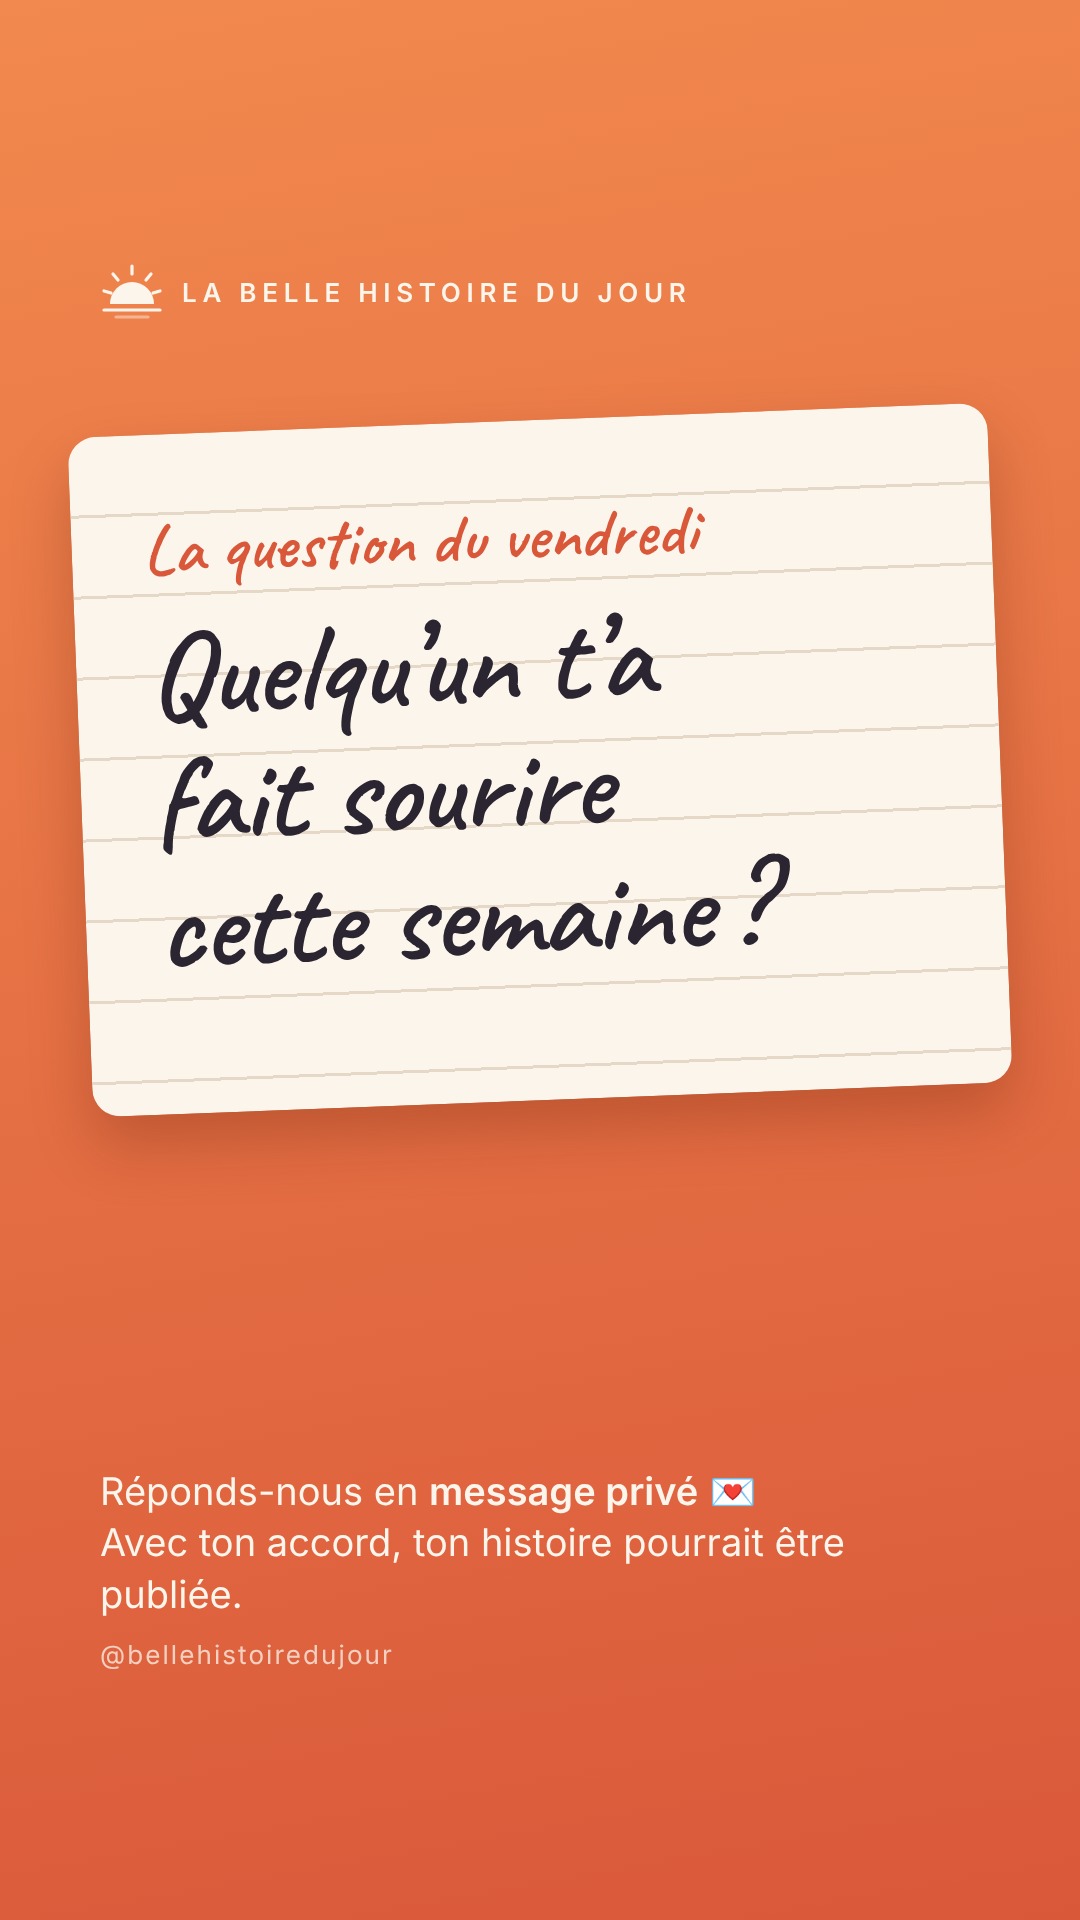 LA BELLE HISTOIRE DU JOUR
La question du vendredi
Quelqu’un t’a
fait sourire
cette semaine ?
Réponds-nous en message privé 💌
Avec ton accord, ton histoire pourrait être
publiée.
@bellehistoiredujour